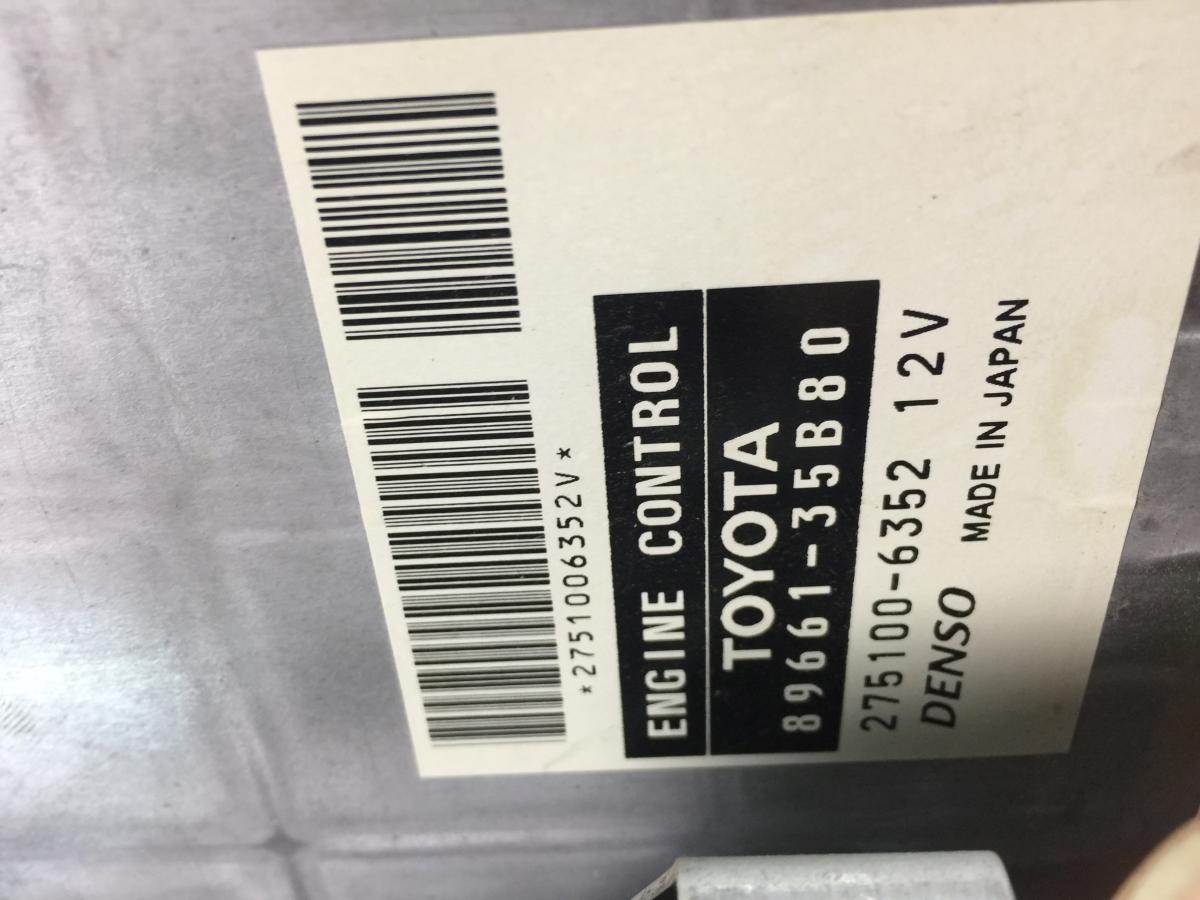 *2751006352V*
ENGINE CONTROL
TOYOTA
89661-35B80
275100-6352 12V
DENSO MADE IN JAPAN